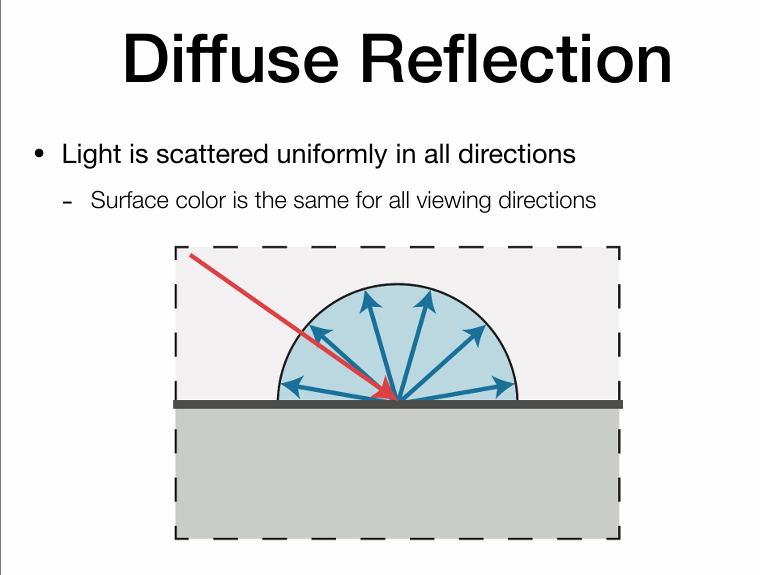 Diffuse Reflection
• Light is scattered uniformly in all directions
- Surface color is the same for all viewing directions